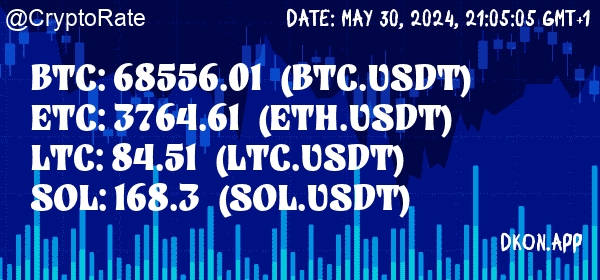 @CryptoRate
DATE: MAY 30, 2024, 21:05:05 GMT+1
BTC: 68556.01 (BTC.USDT)
ETC: 3764.61 (ETH.USDT)
LTC: 84.51 (LTC.USDT)
SOL: 168.3 (SOL.USDT)
DKON.APP